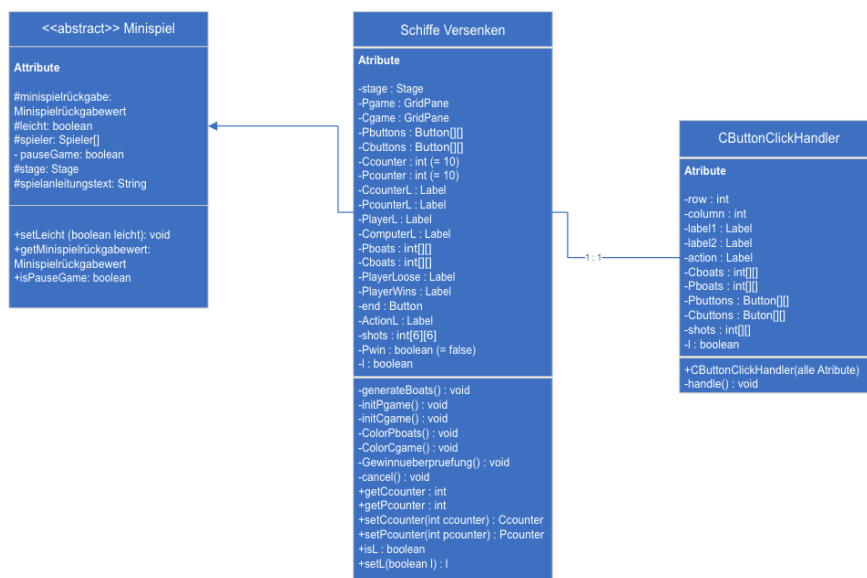 <<abstract>> Minispiel
Attribute
#minispielrückgabe:
Minispielrückgabewert
#leicht: boolean
#spieler: Spieler[]
- pauseGame: boolean
#stage: Stage
#spielanleitungstext: String
+setLeicht (boolean leicht): void
+getMinispielrückgabewert:
Minispielrückgabewert
+isPauseGame: boolean
Schiffe Versenken
Atribute
-stage : Stage
-Pgame : GridPane
-Cgame : GridPane
-Pbuttons : Button[][]
-Cbuttons : Button[][]
-Ccounter : int (= 10)
-Pcounter : int (= 10)
-CcounterL : Label
-PcounterL : Label
-PlayerL : Label
-ComputerL : Label
-Pboats : int[][]
-Cboats : int[][]
-PlayerLoose : Label
-PlayerWins : Label
-end : Button
-ActionL : Label
-shots : int[6][6]
-Pwin : boolean (= false)
-l : boolean
-generateBoats() : void
-initPgame() : void
-initCgame() : void
-ColorPboats() : void
-ColorCgame() : void
-Gewinnueberpruefung() : void
-cancel() : void
+getCcounter : int
+getPcounter : int
+setCcounter(int ccounter) : Ccounter
+setPcounter(int pcounter) : Pcounter
+isL : boolean
+setL(boolean l) : l
1 : 1
CButtonClickHandler
Atribute
-row : int
-column : int
-label1 : Label
-label2 : Label
-action : Label
-Cboats : int[][]
-Pboats : int[][]
-Pbuttons : Button[][]
-Cbuttons : Buton[][]
-shots : int[][]
-l : boolean
+CButtonClickHandler(alle Atribute)
-handle() : void